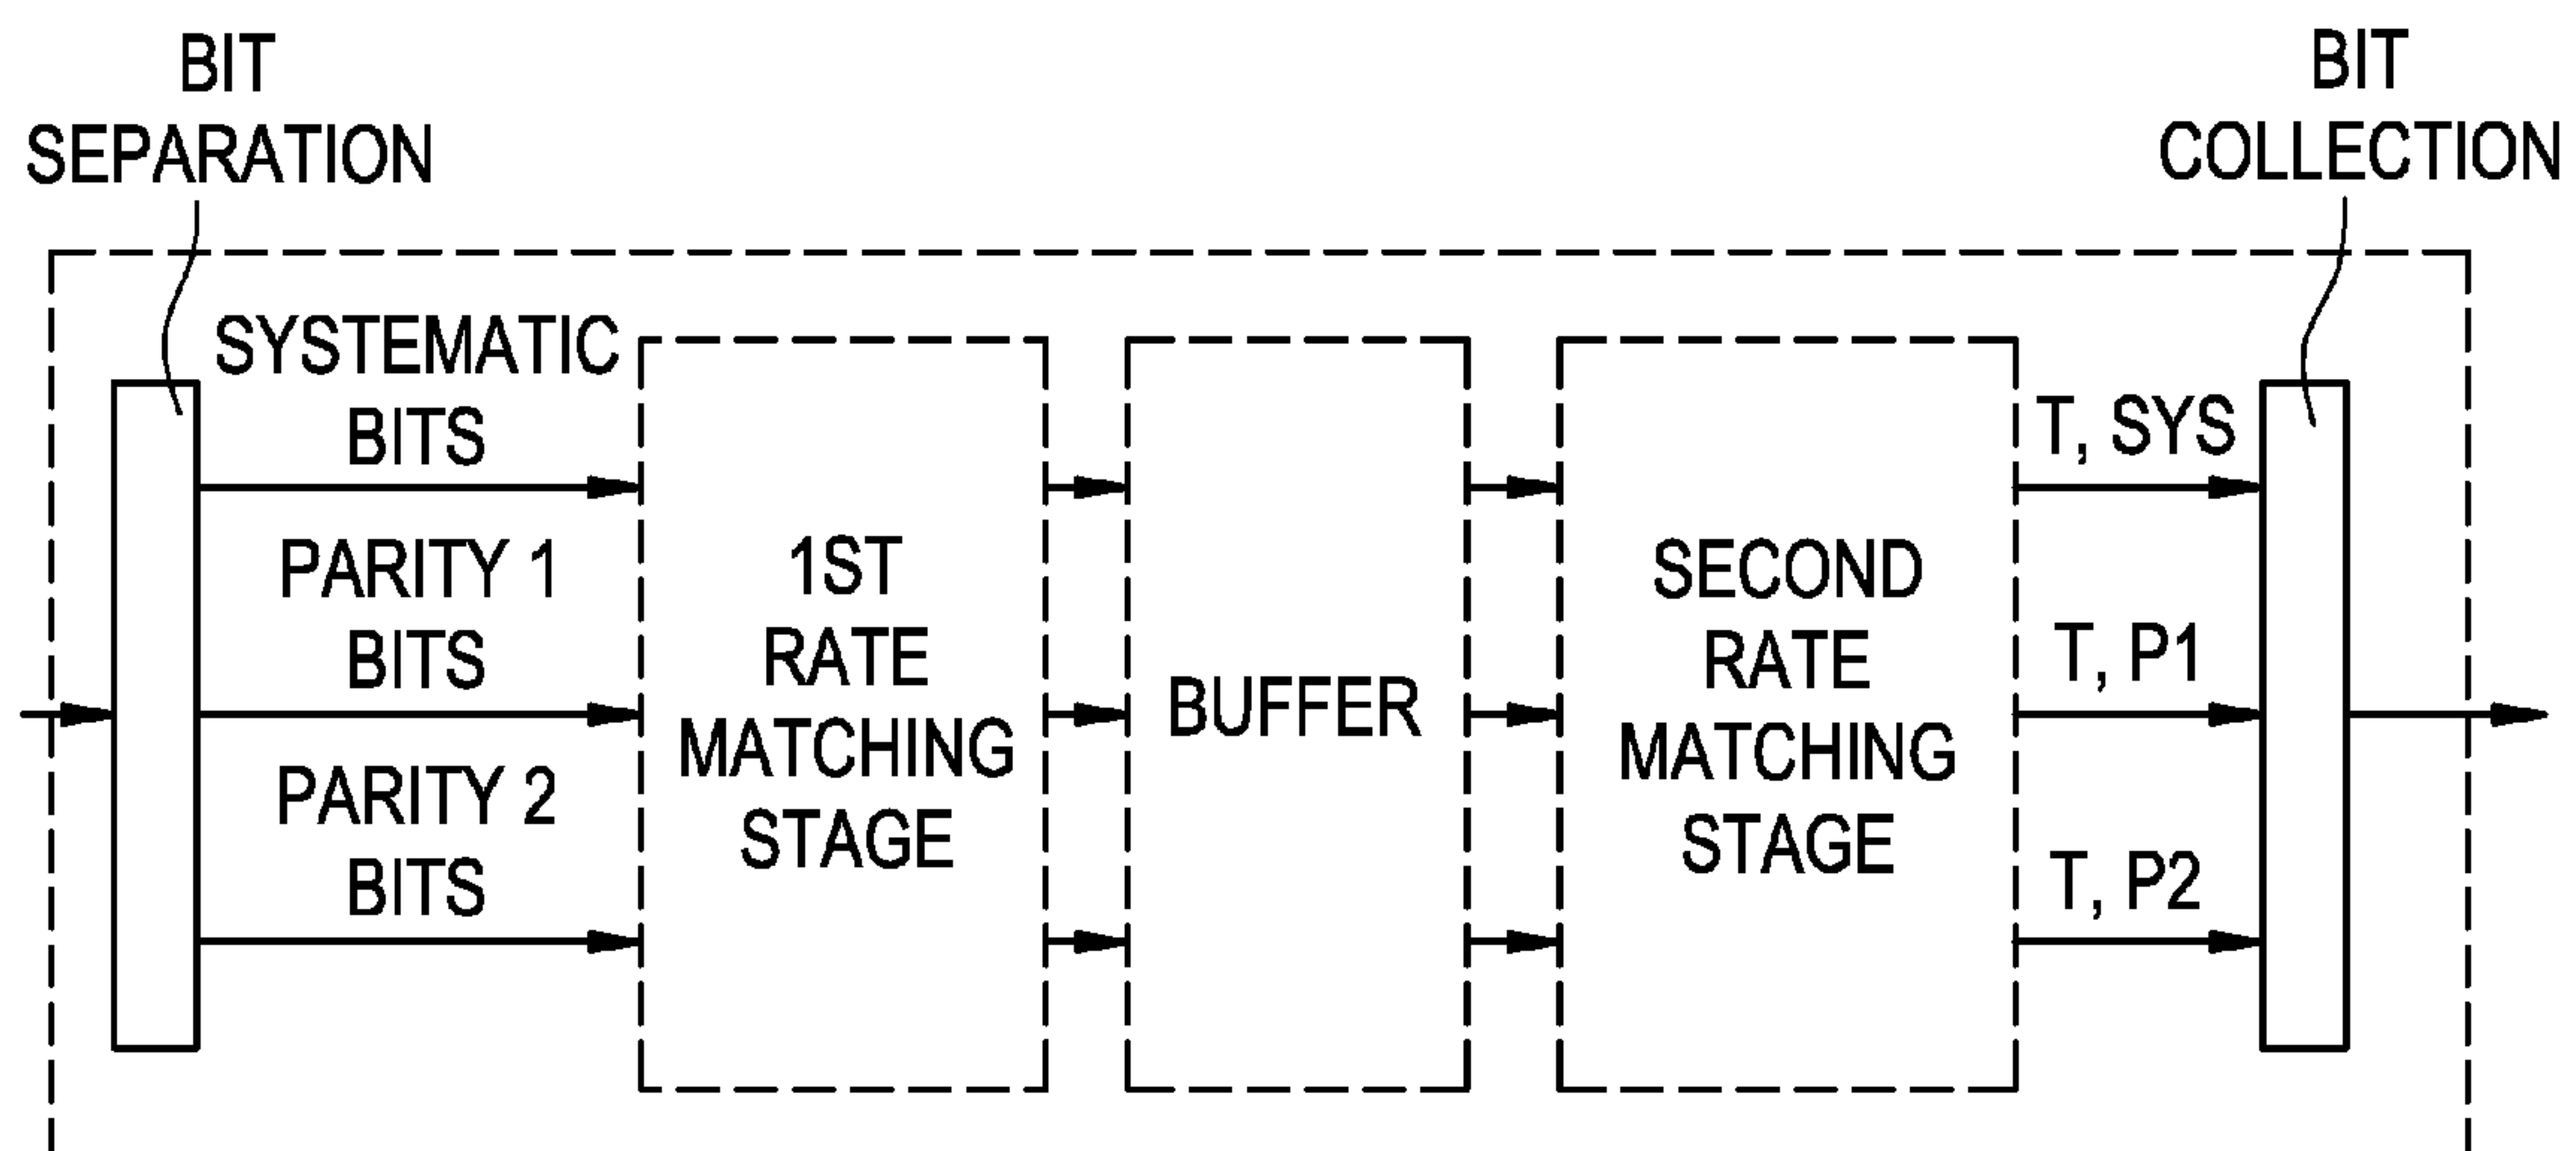 BIT
SEPARATION
BIT
COLLECTION
SYSTEMATIC
BITS
PARITY 1
BITS
PARITY 2
BITS
1ST
RATE
MATCHING
STAGE
BUFFER
SECOND
RATE
MATCHING
STAGE
T, SYS
T, P1
T, P2